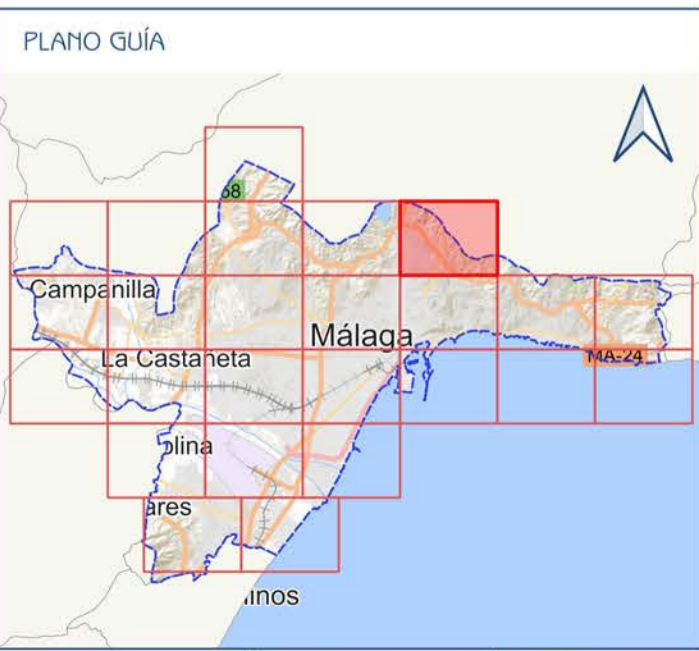 PLANO GUÍA
68
Campanilla
Málaga
La Castañeta
MA-24
olina
ares
inos